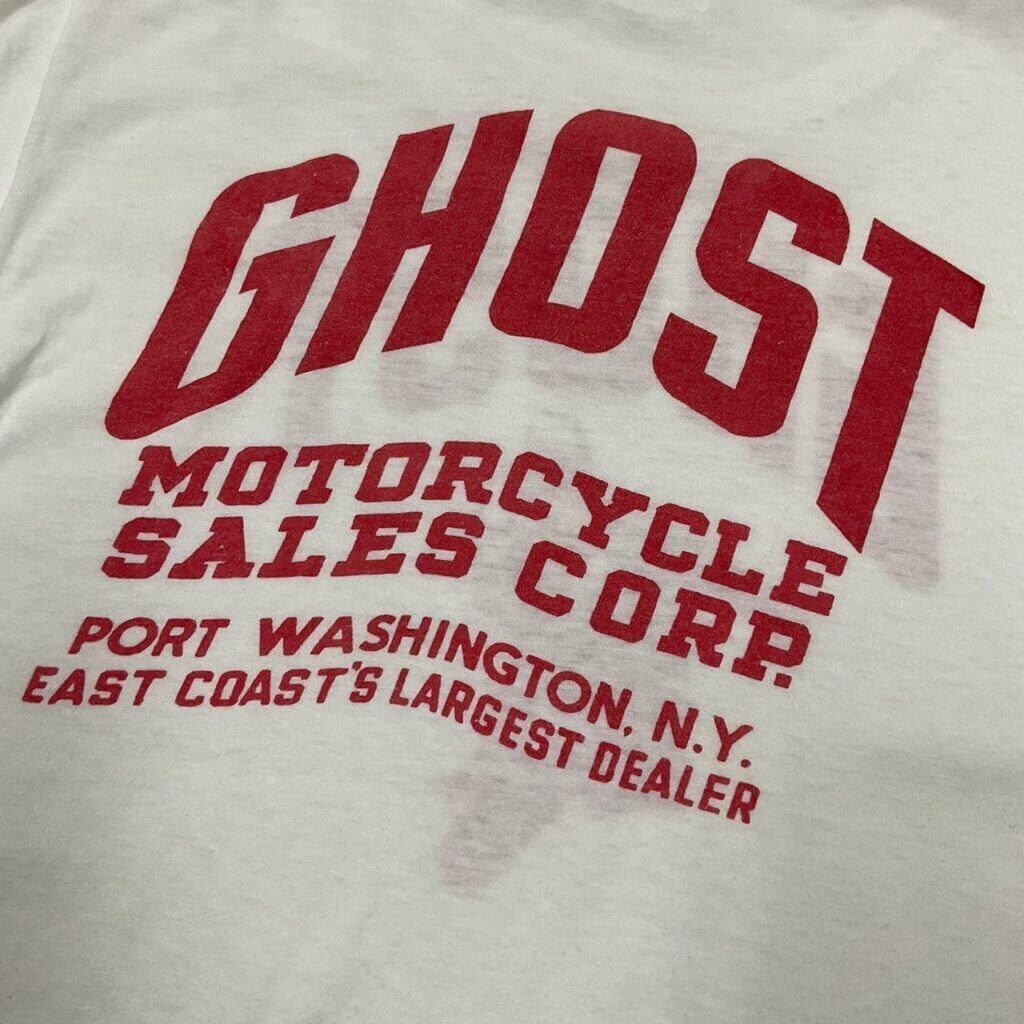 GHOST
MOTORCYCLE
SALES CORP.
PORT WASHINGTON, N.Y.
EAST COAST'S LARGEST DEALER